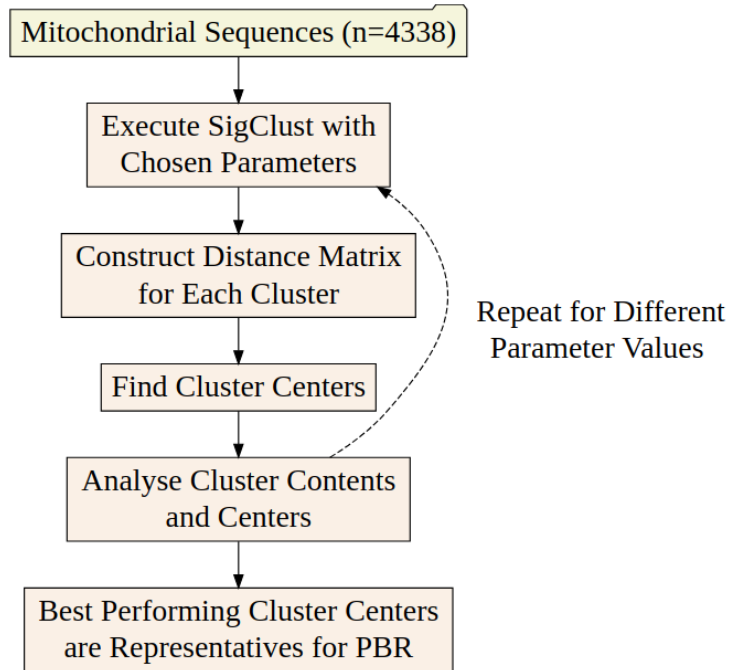 Mitochondrial Sequences (n=4338)
Execute SigClust with
Chosen Parameters
Construct Distance Matrix
for Each Cluster
Repeat for Different
Parameter Values
Find Cluster Centers
Analyse Cluster Contents
and Centers
Best Performing Cluster Centers
are Representatives for PBR